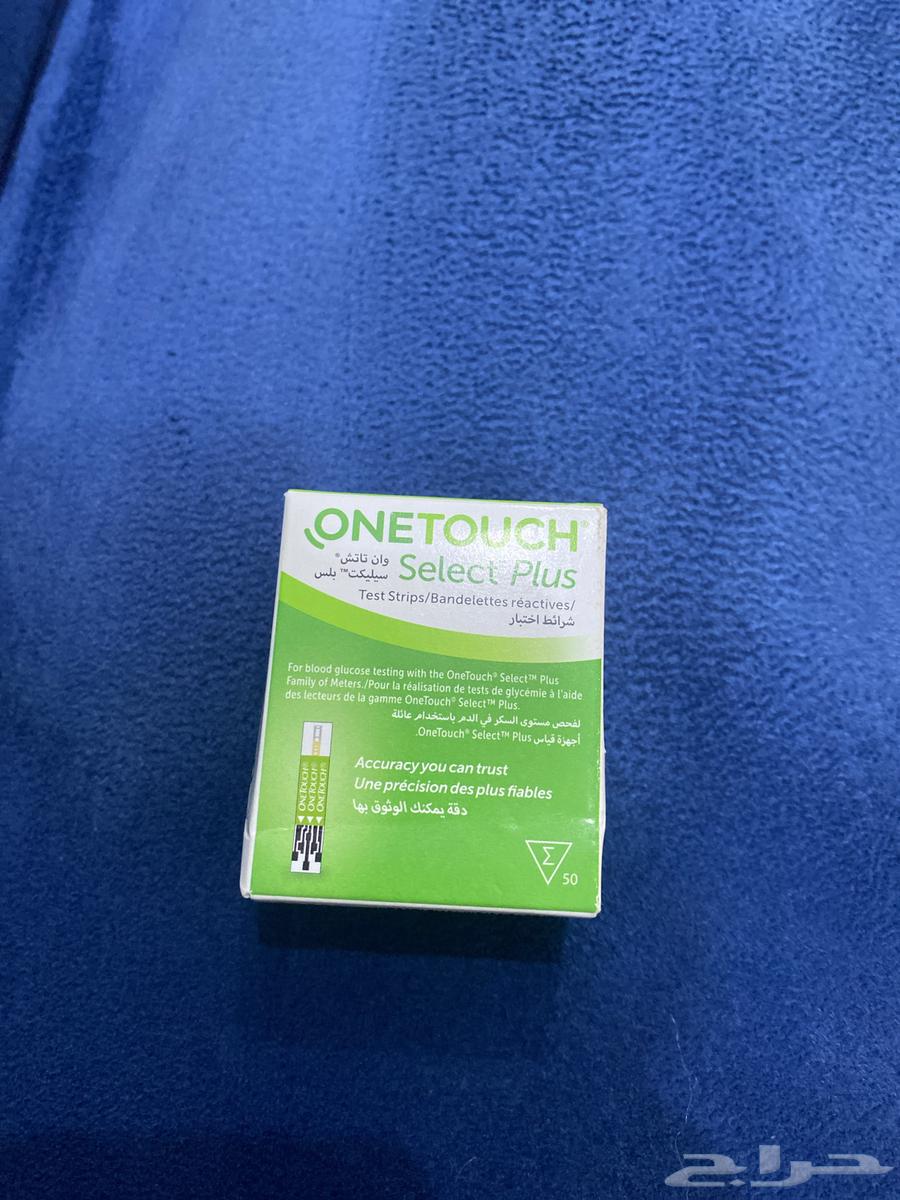 ONETOUCH®
وان تاتش®
سيليكت™ بلس
Select Plus
Test Strips/Bandelettes réactives/
شرائط اختبار
For blood glucose testing with the OneTouch® Select™ Plus
Family of Meters./Pour la réalisation de tests de glycémie à l'aide
des lecteurs de la gamme OneTouch® Select™ Plus.
لفحص مستوى السكر في الدم باستخدام عائلة
أجهزة قياس OneTouch® Select™ Plus.
ONETOUCH®
ONETOUCH®
ONETOUCH®
Accuracy you can trust
Une précision des plus fiables
دقة يمكنك الوثوق بها
Σ
50
حراج